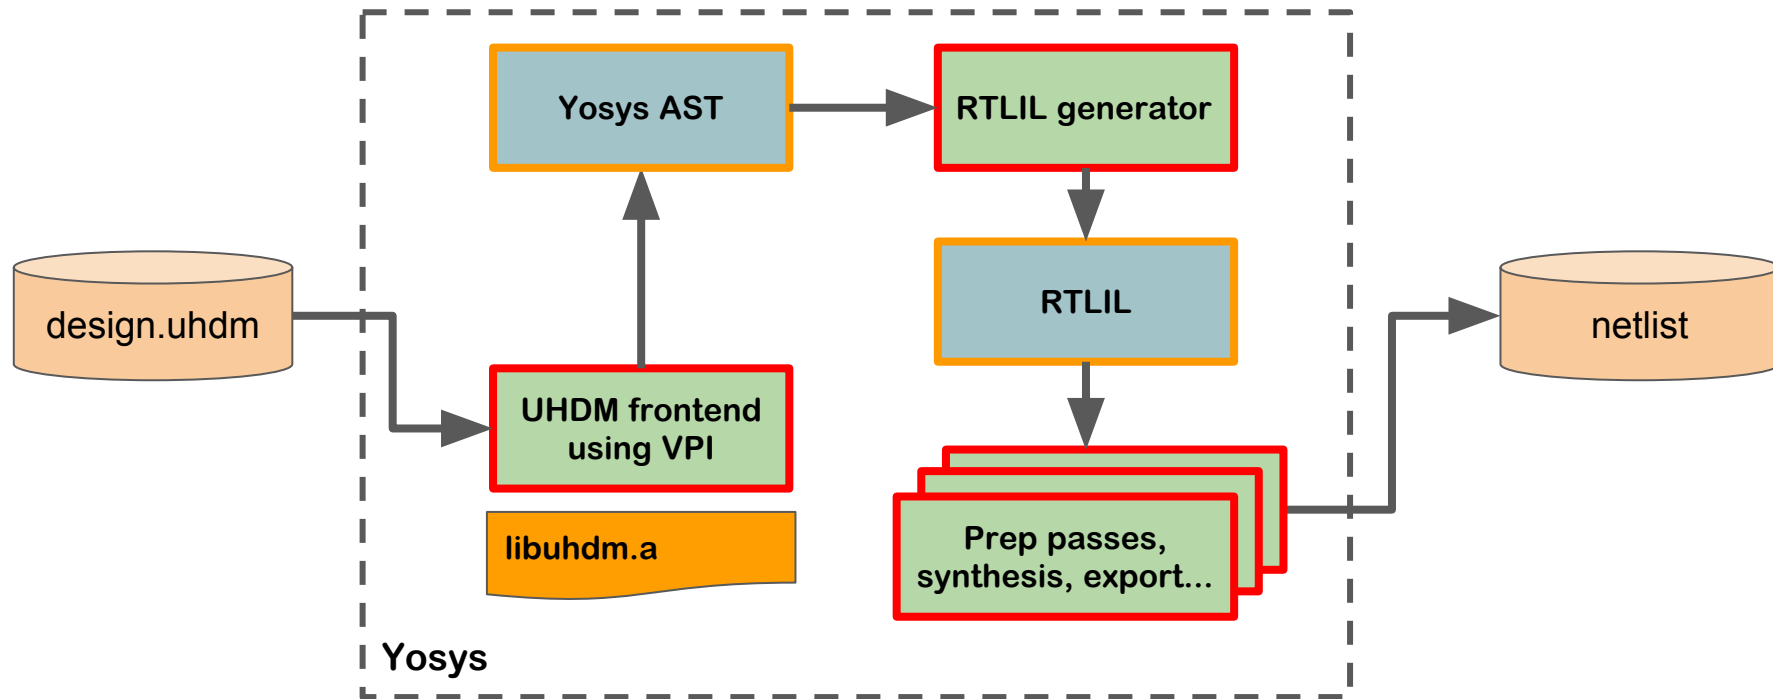 Yosys AST
RTLIL generator
design.uhdm
RTLIL
netlist
UHDM frontend
using VPI
libuhdm.a
Prep passes,
synthesis, export...
Yosys